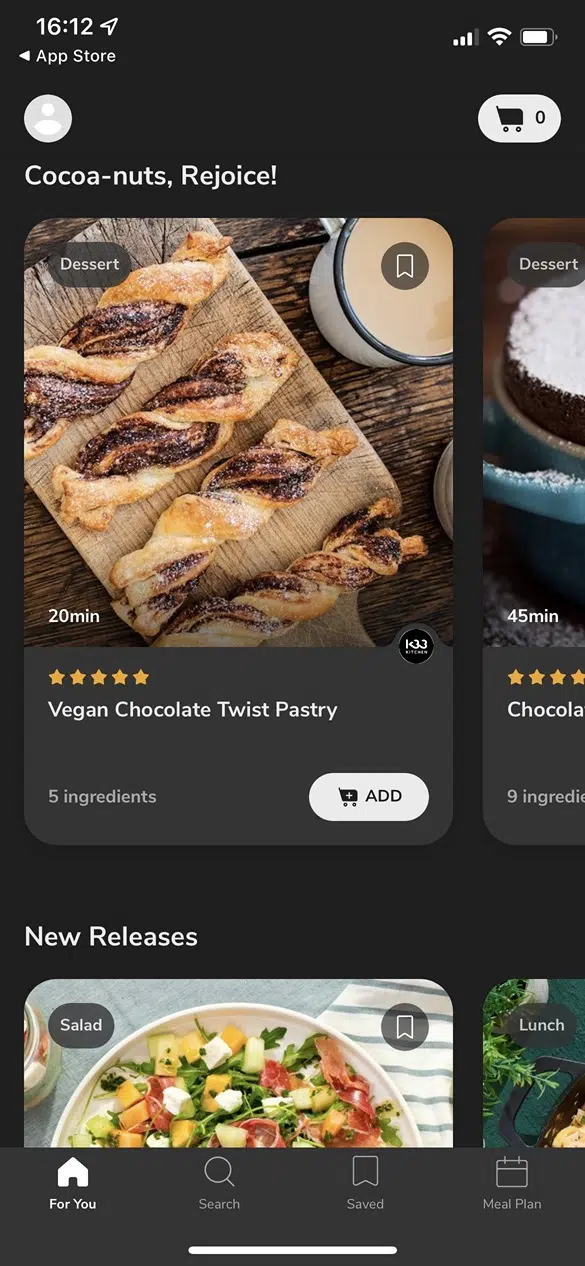 16:12
◀ App Store
0
Cocoa-nuts, Rejoice!
Dessert
Dessert
20min
45min
K33
KITCHEN
Vegan Chocolate Twist Pastry
Chocola
5 ingredients
ADD
9 ingredie
New Releases
Salad
Lunch
For You
Search
Saved
Meal Plan